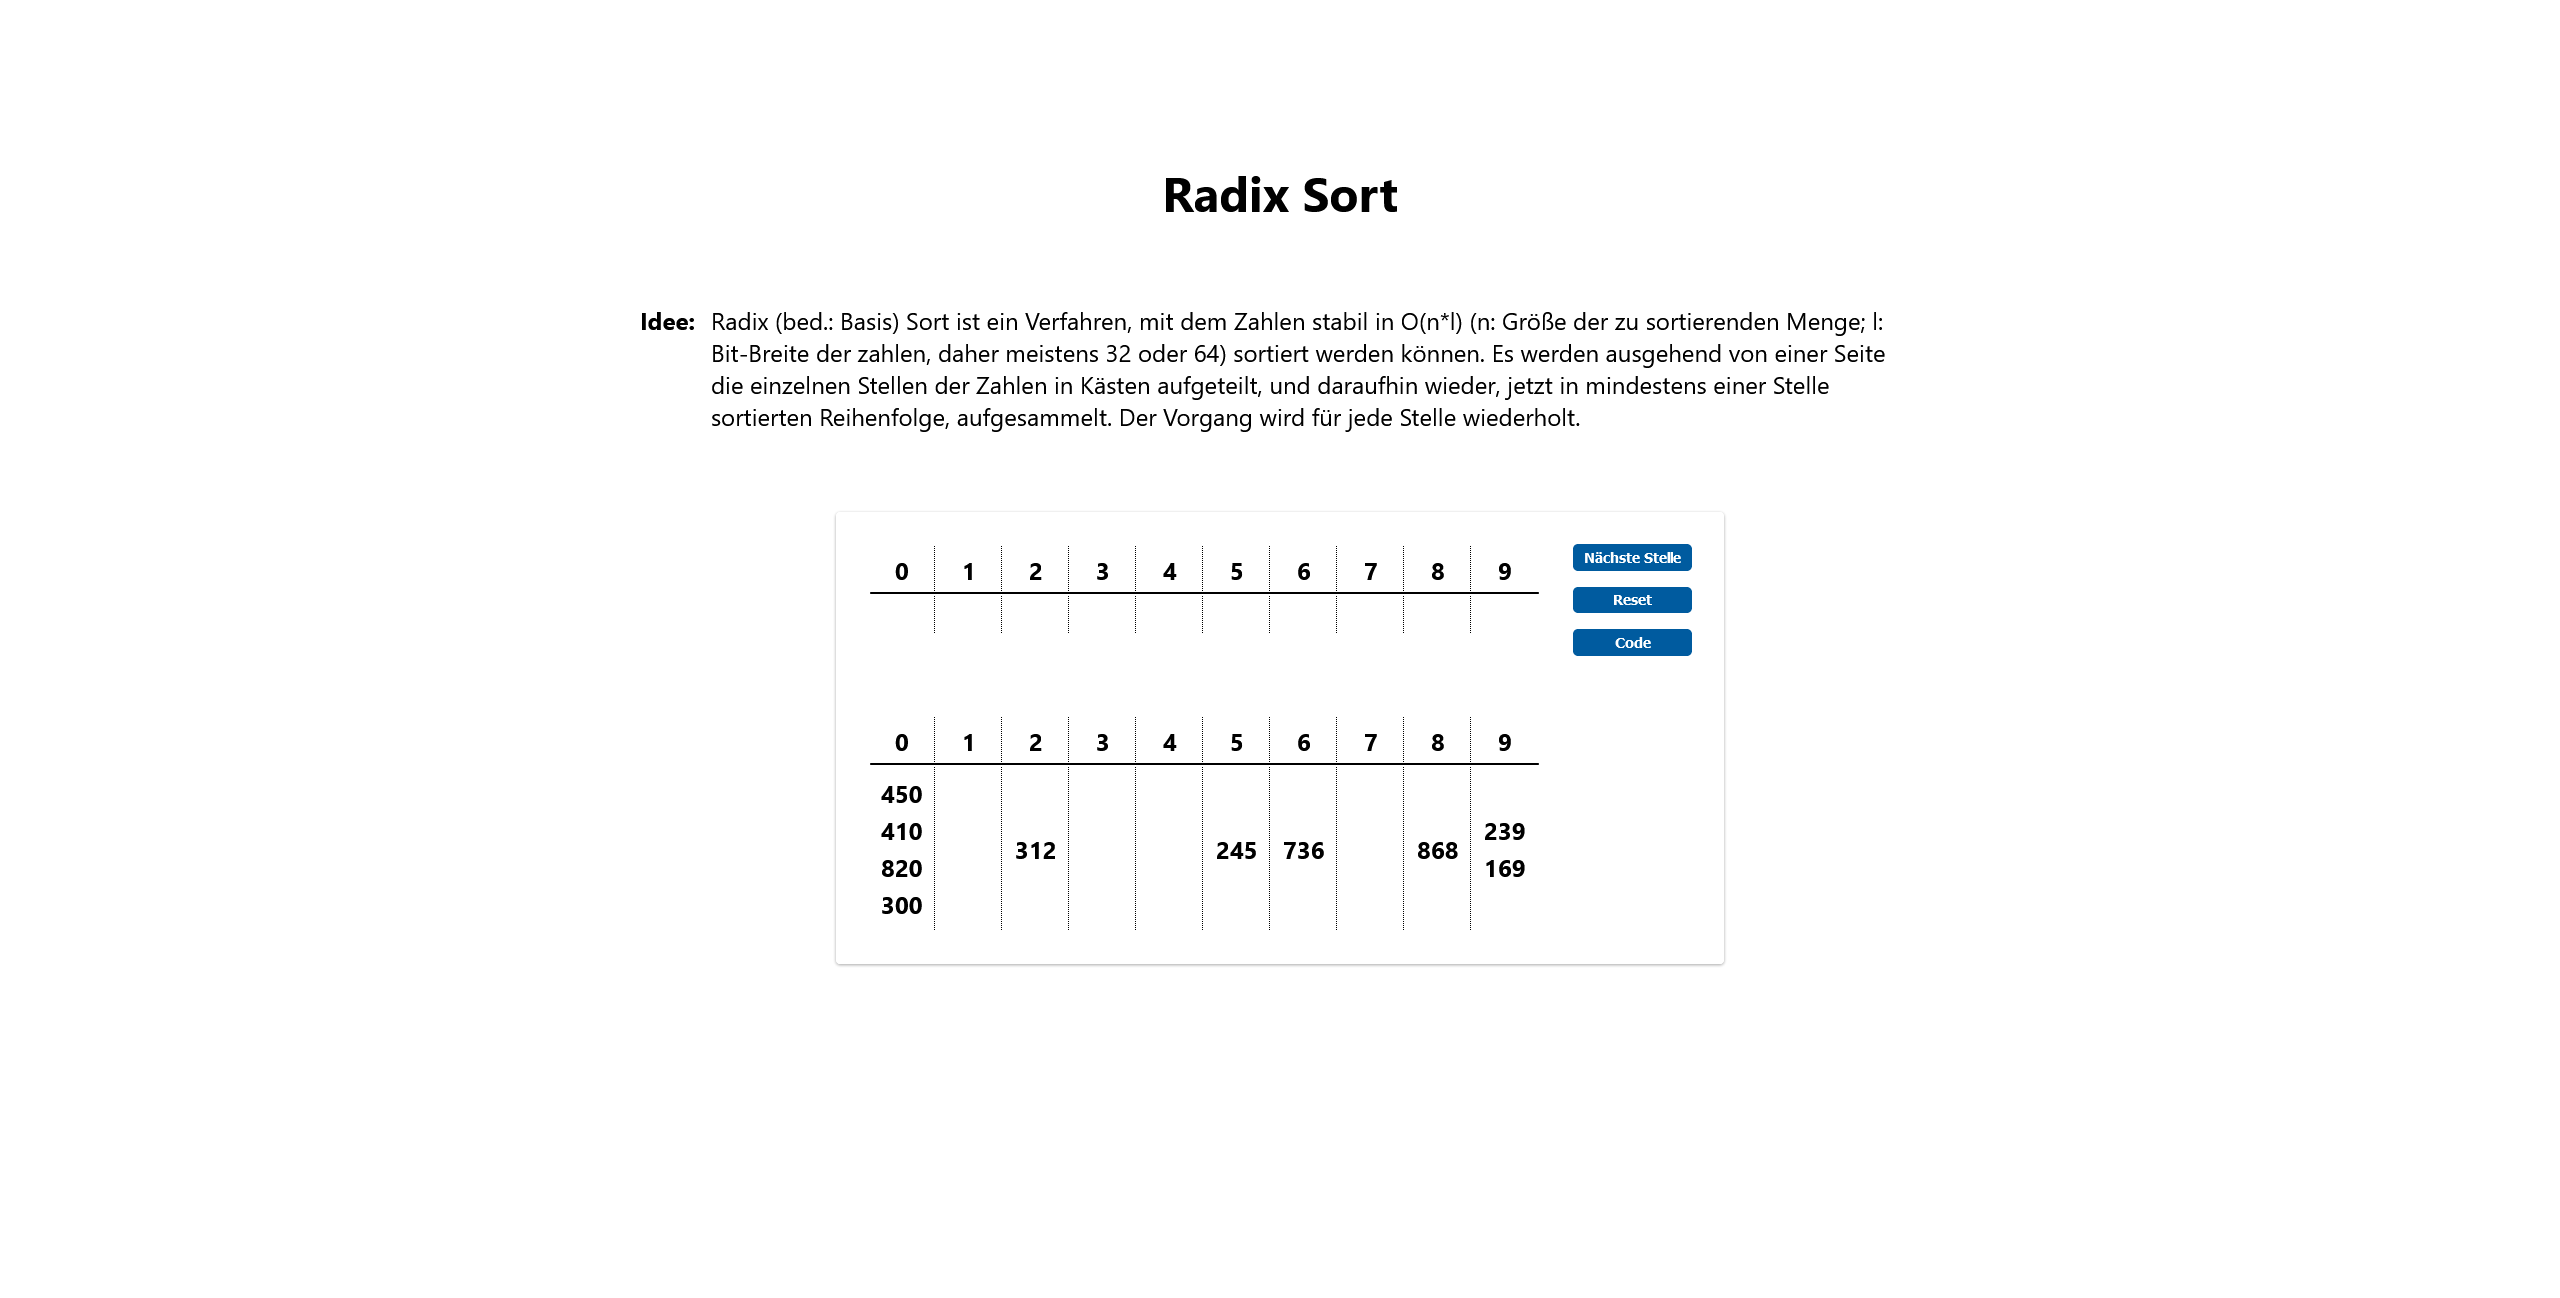 Radix Sort
Idee: Radix (bed.: Basis) Sort ist ein Verfahren, mit dem Zahlen stabil in O(n*l) (n: Größe der zu sortierenden Menge; l:
Bit-Breite der zahlen, daher meistens 32 oder 64) sortiert werden können. Es werden ausgehend von einer Seite
die einzelnen Stellen der Zahlen in Kästen aufgeteilt, und daraufhin wieder, jetzt in mindestens einer Stelle
sortierten Reihenfolge, aufgesammelt. Der Vorgang wird für jede Stelle wiederholt.
0 1 2 3 4 5 6 7 8 9
Nächste Stelle
Reset
Code
0 1 2 3 4 5 6 7 8 9
450
410 239
312 245 736 868
820 169
300